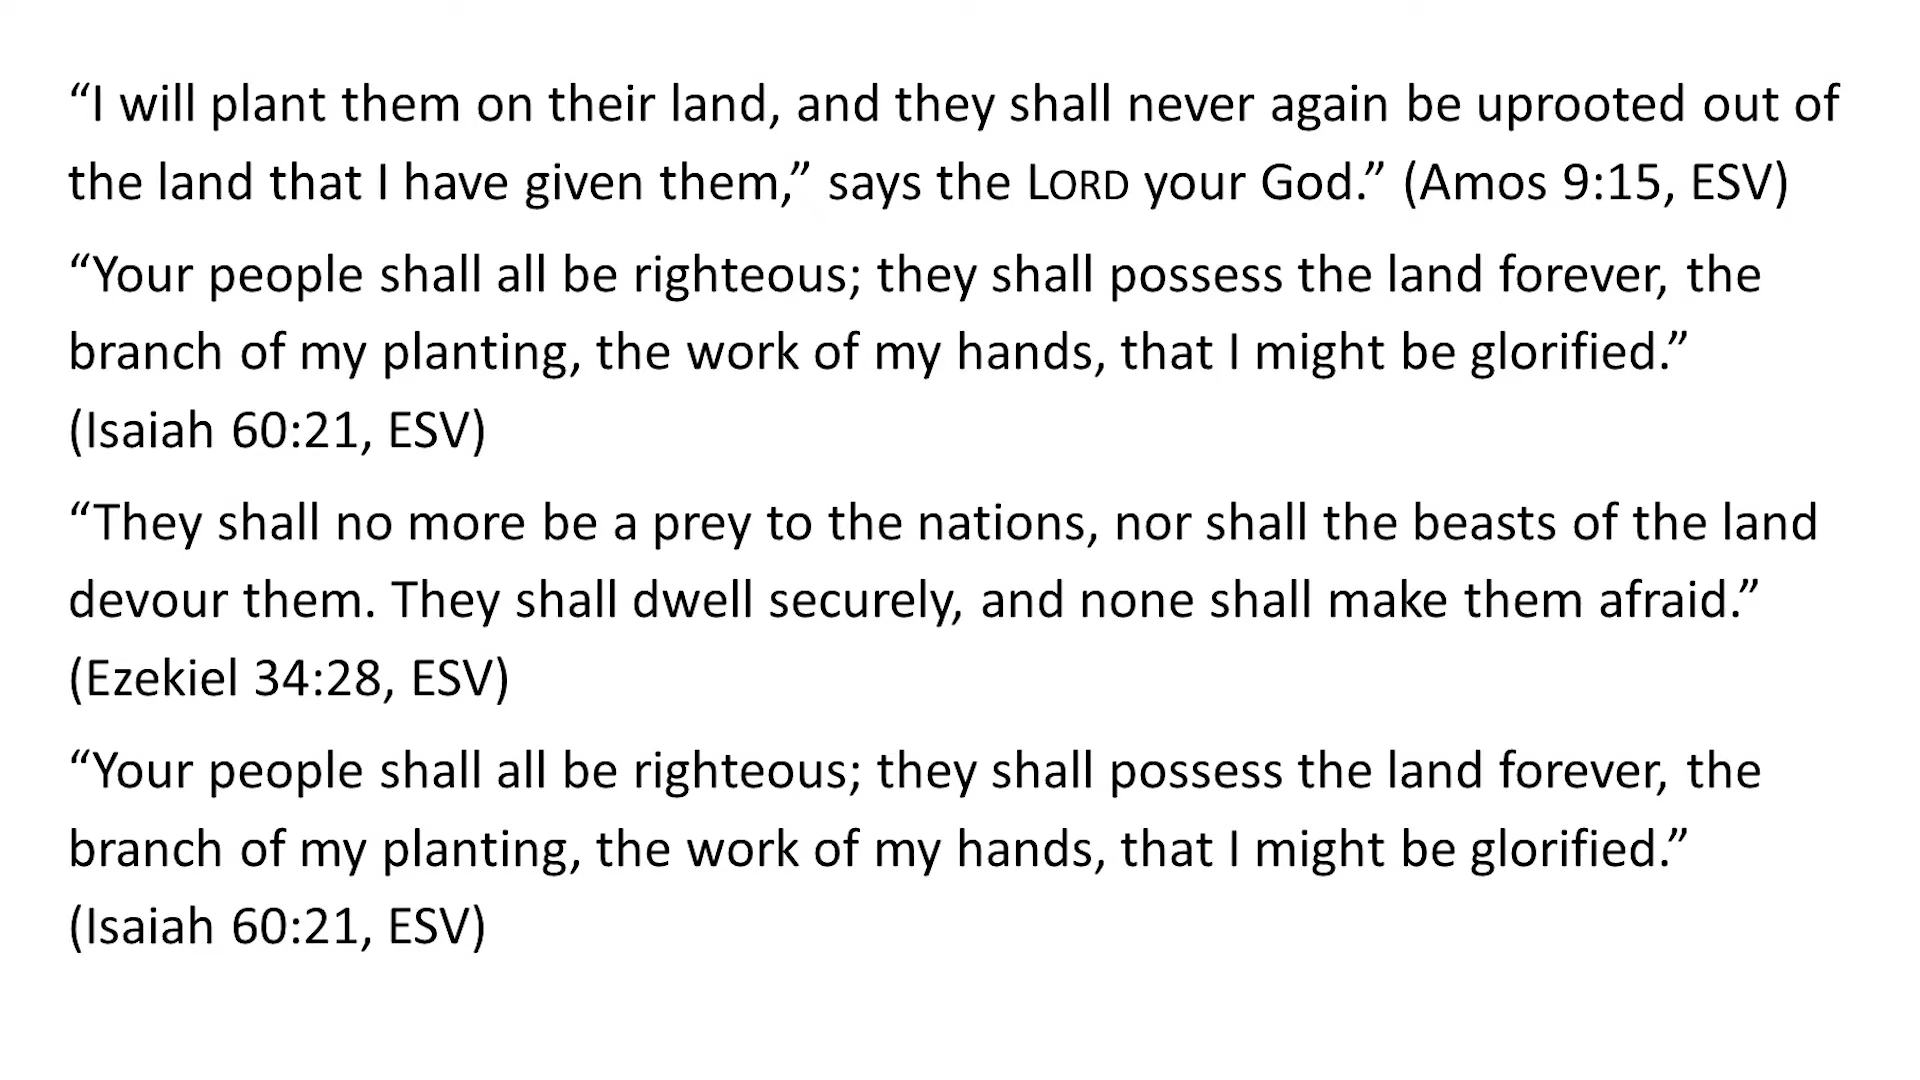 “I will plant them on their land, and they shall never again be uprooted out of
the land that I have given them,” says the LORD your God.” (Amos 9:15, ESV)
“Your people shall all be righteous; they shall possess the land forever, the
branch of my planting, the work of my hands, that I might be glorified.”
(Isaiah 60:21, ESV)
“They shall no more be a prey to the nations, nor shall the beasts of the land
devour them. They shall dwell securely, and none shall make them afraid.”
(Ezekiel 34:28, ESV)
“Your people shall all be righteous; they shall possess the land forever, the
branch of my planting, the work of my hands, that I might be glorified.”
(Isaiah 60:21, ESV)